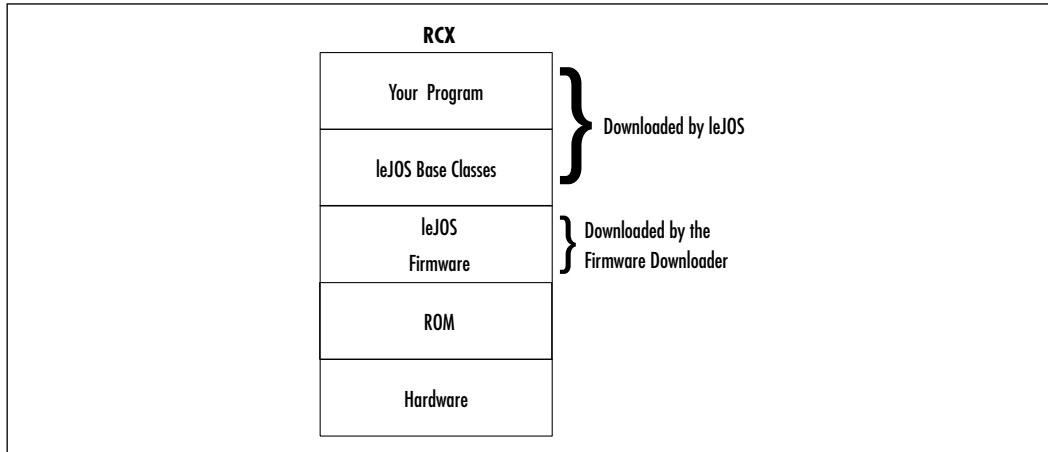 RCX
Your Program
leJOS Base Classes
Downloaded by leJOS
leJOS
Firmware
Downloaded by the
Firmware Downloader
ROM
Hardware